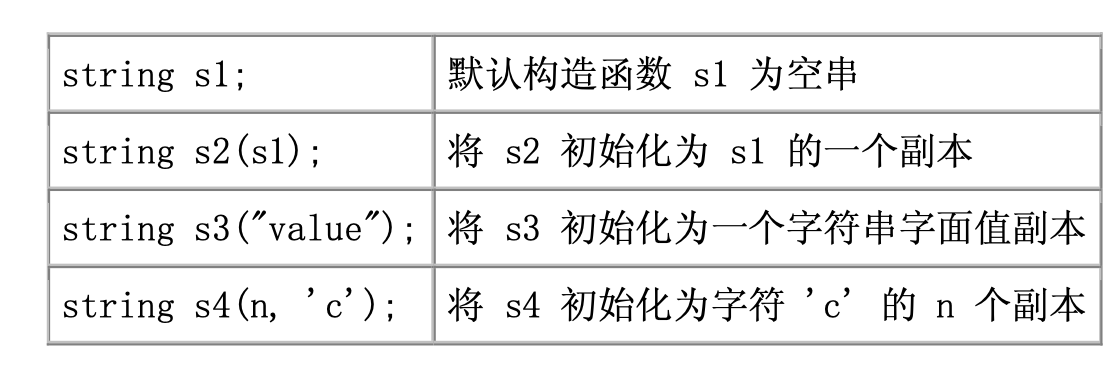 string s1; 默认构造函数 s1 为空串
string s2(s1); 将 s2 初始化为 s1 的一个副本
string s3("value"); 将 s3 初始化为一个字符串字面值副本
string s4(n, 'c'); 将 s4 初始化为字符 'c' 的 n 个副本